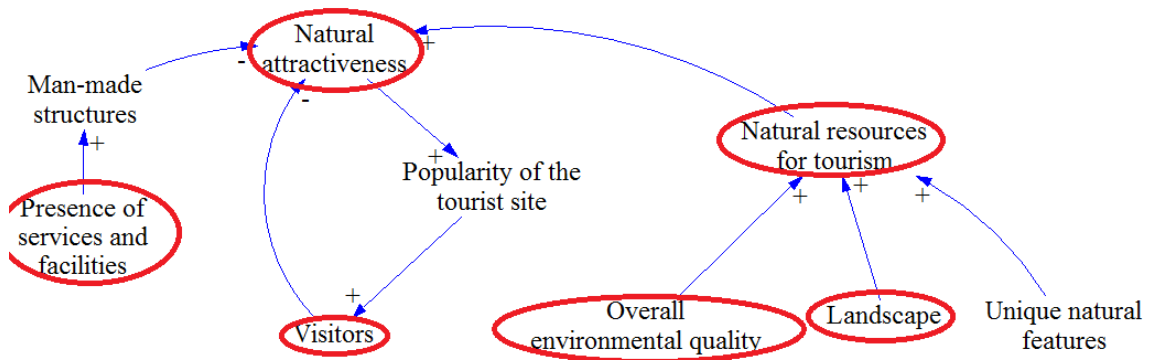 Natural
attractiveness
+
-
Man-made
structures
-
+
Natural resources
for tourism
+
Popularity of the
tourist site
+
+
+
Presence of
services and
facilities
+
Visitors
Overall
environmental quality
Landscape
Unique natural
features